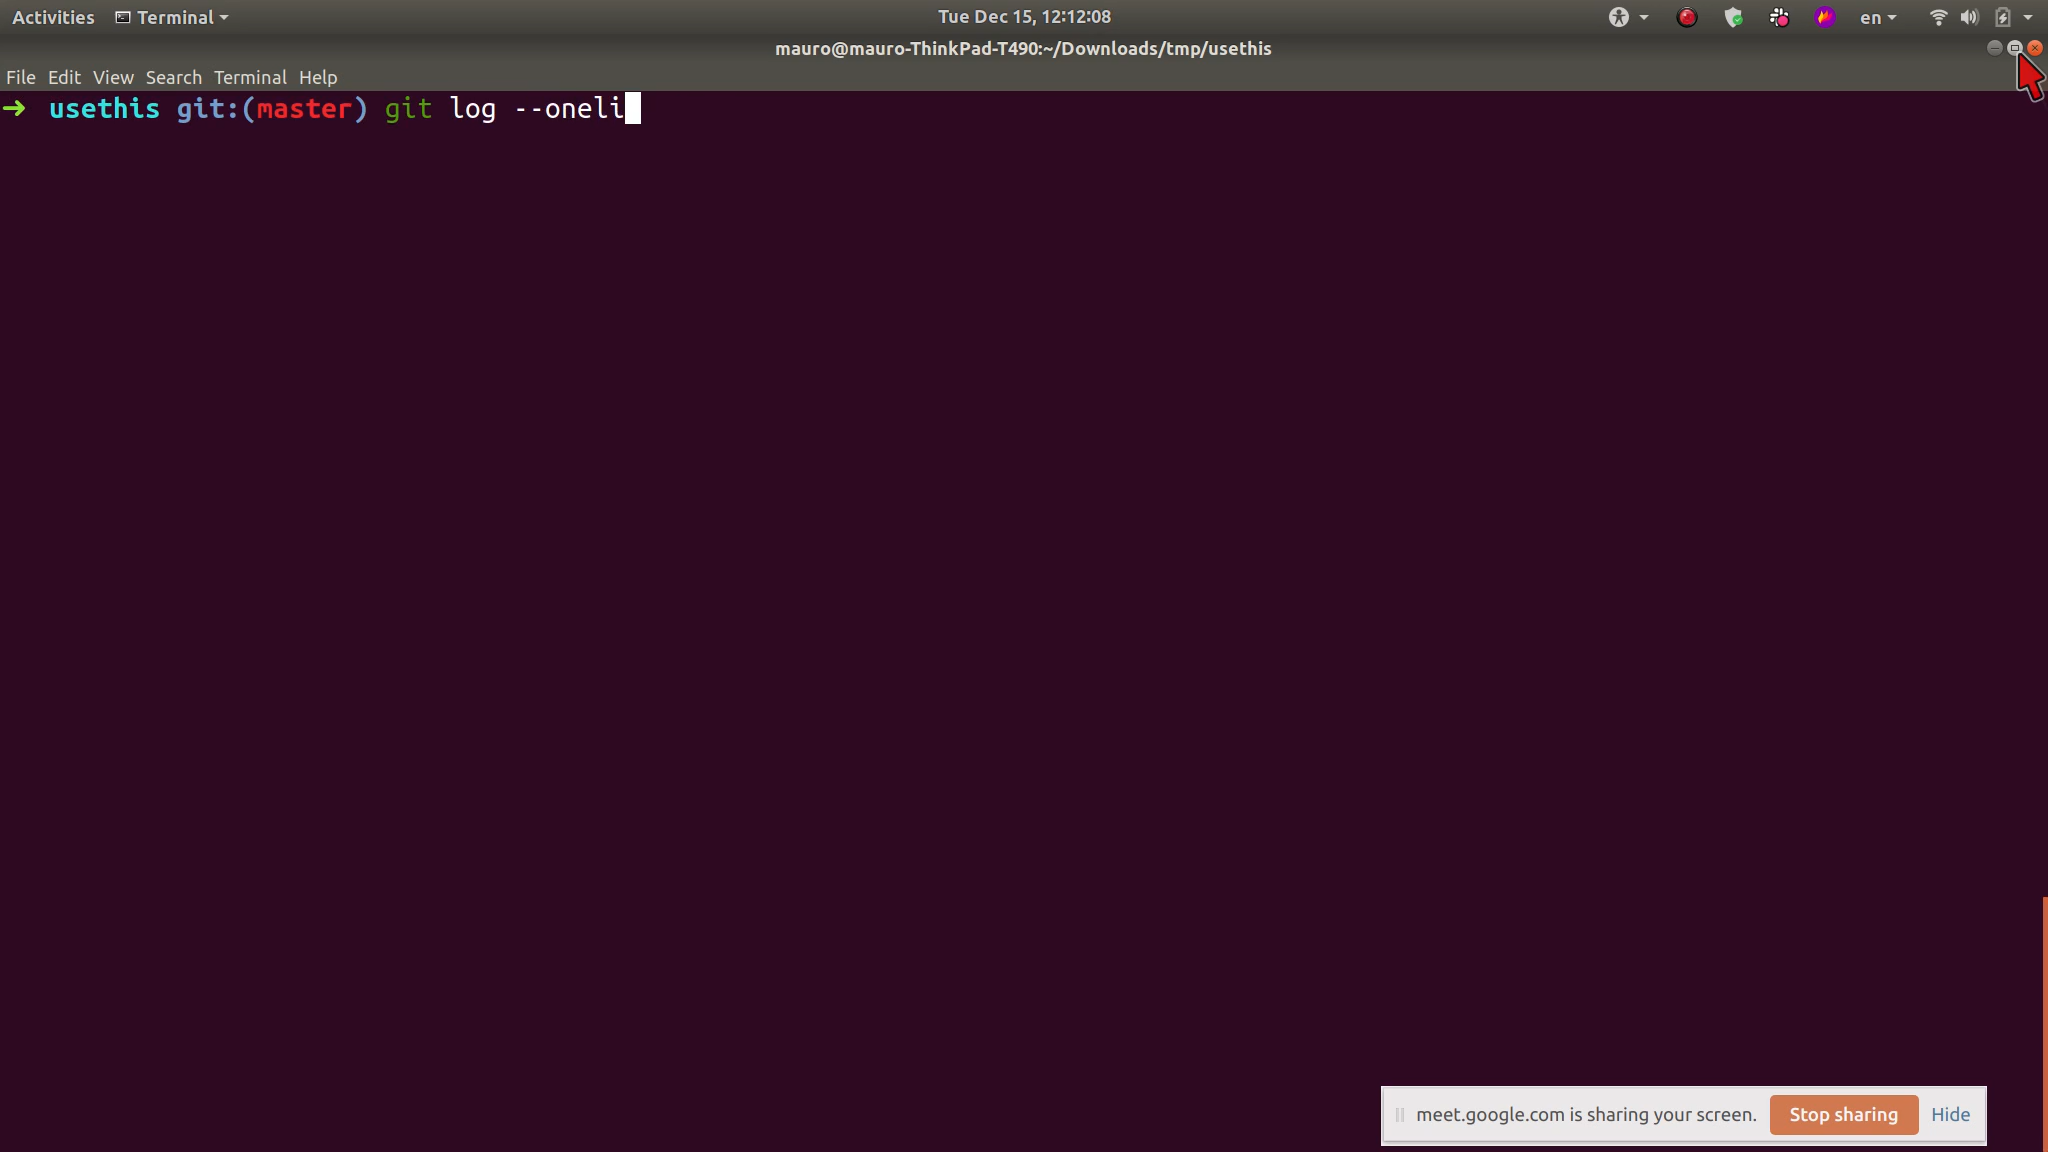 Activities Terminal Tue Dec 15, 12:12:08 en
mauro@mauro-ThinkPad-T490:~/Downloads/tmp/usethis
File Edit View Search Terminal Help
➜ usethis git:(master) git log --oneli
meet.google.com is sharing your screen. Stop sharing Hide